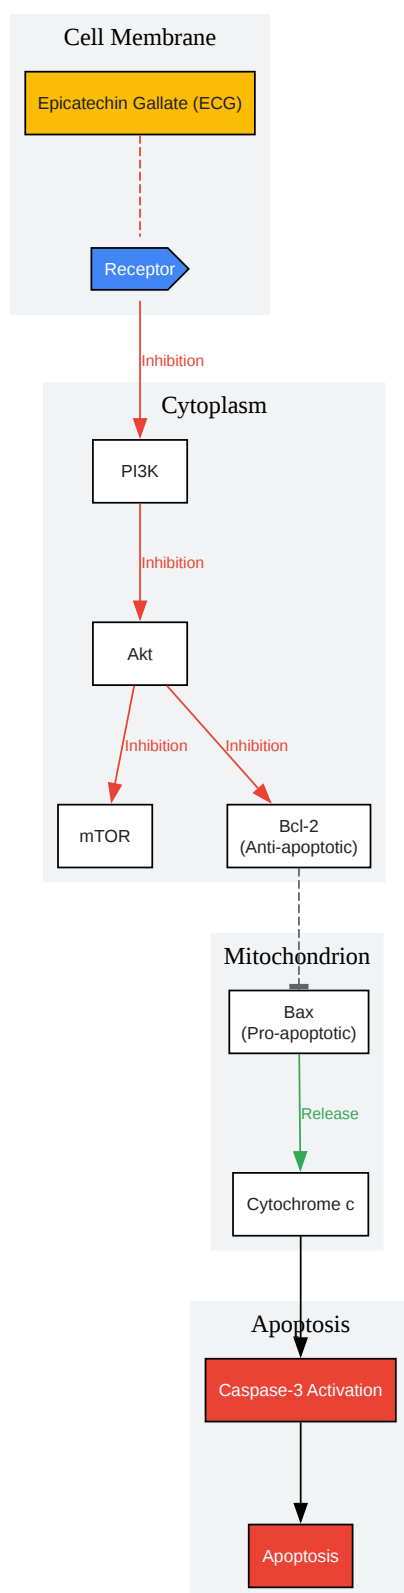 Cell Membrane
Epicatechin Gallate (ECG)
Receptor
Inhibition
Cytoplasm
PI3K
Inhibition
Akt
Inhibition
Inhibition
mTOR
Bcl-2
(Anti-apoptotic)
Mitochondrion
Bax
(Pro-apoptotic)
Release
Cytochrome c
Apoptosis
Caspase-3 Activation
Apoptosis